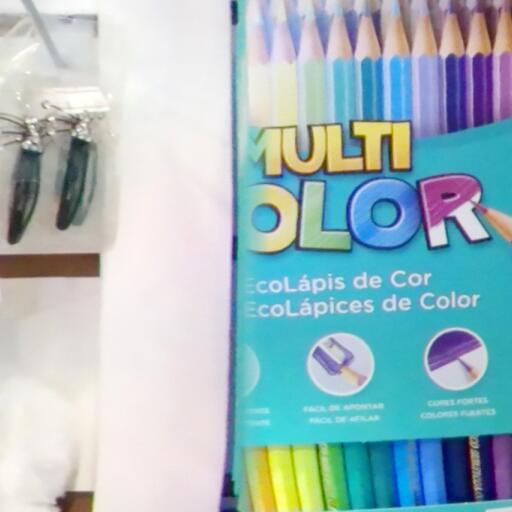 MULTI
OLOR
EcoLápis de Cor
EcoLápices de Color
FÁCIL DE APONTAR
FÁCIL DE AFILAR
CORES FORTES
COLORES FUERTES